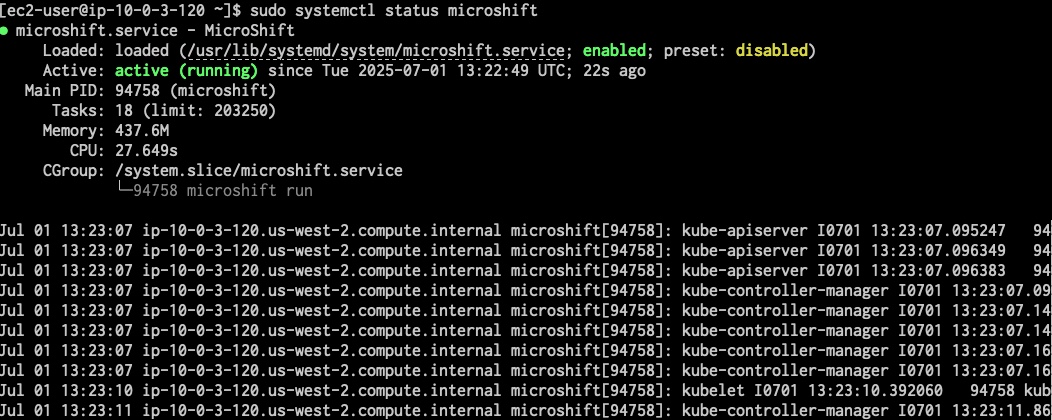 [ec2-user@ip-10-0-3-120 ~]$ sudo systemctl status microshift
● microshift.service - MicroShift
Loaded: loaded (/usr/lib/systemd/system/microshift.service; enabled; preset: disabled)
Active: active (running) since Tue 2025-07-01 13:22:49 UTC; 22s ago
Main PID: 94758 (microshift)
Tasks: 18 (limit: 203250)
Memory: 437.6M
CPU: 27.649s
CGroup: /system.slice/microshift.service
└─94758 microshift run
Jul 01 13:23:07 ip-10-0-3-120.us-west-2.compute.internal microshift[94758]: kube-apiserver I0701 13:23:07.095247 94
Jul 01 13:23:07 ip-10-0-3-120.us-west-2.compute.internal microshift[94758]: kube-apiserver I0701 13:23:07.096349 94
Jul 01 13:23:07 ip-10-0-3-120.us-west-2.compute.internal microshift[94758]: kube-apiserver I0701 13:23:07.096383 94
Jul 01 13:23:07 ip-10-0-3-120.us-west-2.compute.internal microshift[94758]: kube-controller-manager I0701 13:23:07.09
Jul 01 13:23:07 ip-10-0-3-120.us-west-2.compute.internal microshift[94758]: kube-controller-manager I0701 13:23:07.14
Jul 01 13:23:07 ip-10-0-3-120.us-west-2.compute.internal microshift[94758]: kube-controller-manager I0701 13:23:07.14
Jul 01 13:23:07 ip-10-0-3-120.us-west-2.compute.internal microshift[94758]: kube-controller-manager I0701 13:23:07.16
Jul 01 13:23:07 ip-10-0-3-120.us-west-2.compute.internal microshift[94758]: kube-controller-manager I0701 13:23:07.16
Jul 01 13:23:10 ip-10-0-3-120.us-west-2.compute.internal microshift[94758]: kubelet I0701 13:23:10.392060 94758 kub
Jul 01 13:23:11 ip-10-0-3-120.us-west-2.compute.internal microshift[94758]: kube-controller-manager I0701 13:23:11.80